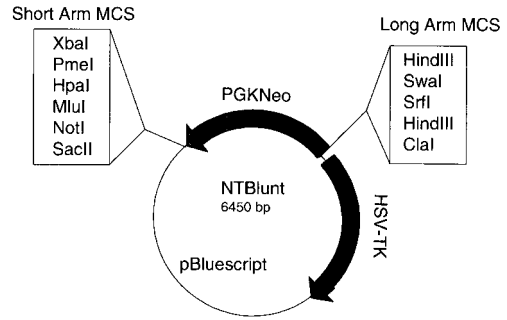 Short Arm MCS
XbaI
PmeI
HpaI
MluI
NotI
SacII
Long Arm MCS
HindIII
SwaI
SrfI
HindIII
ClaI
PGKNeo
NTBlunt
6450 bp
pBluescript
HSV-TK